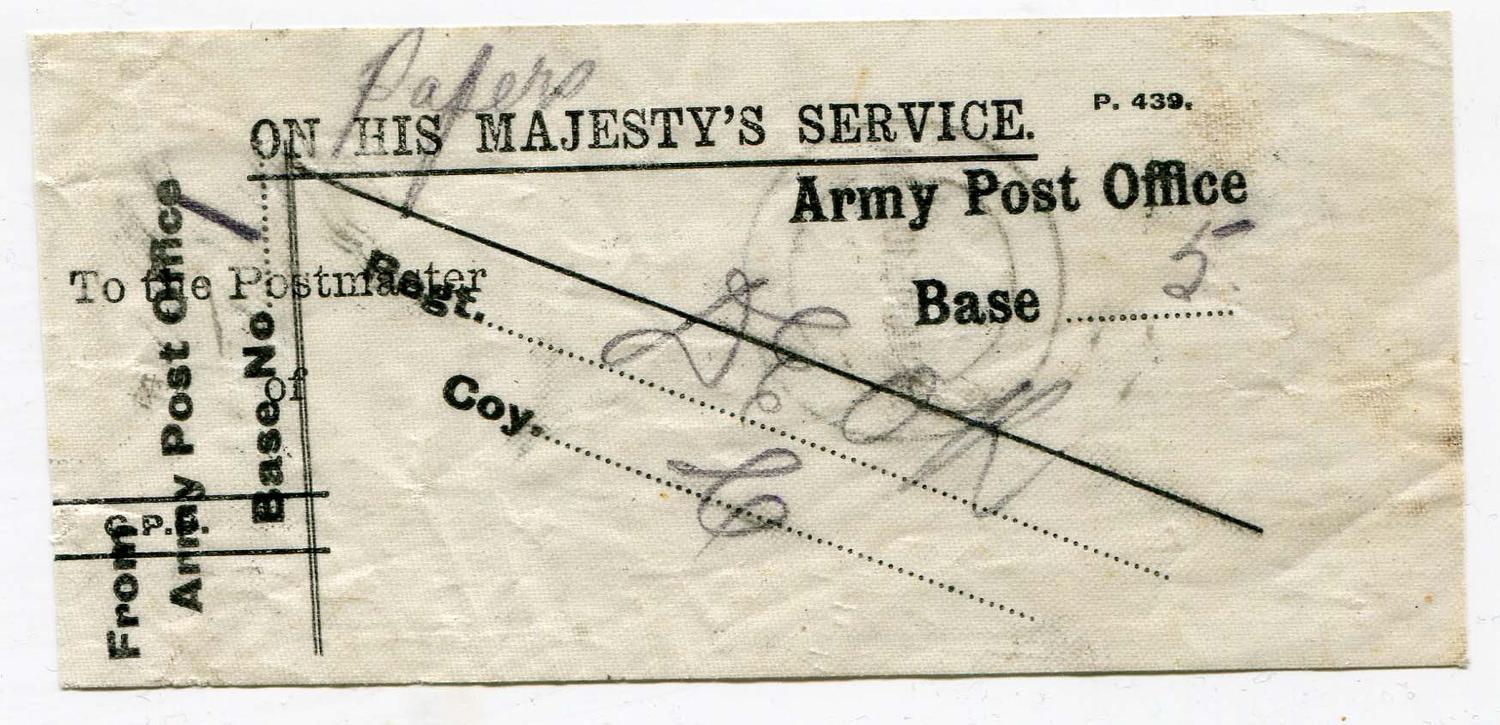 Papers
ON HIS MAJESTY'S SERVICE.
P. 439.
Army Post Office
Base ........ 5
To the Postmaster
of
Regt.
Coy. C
From
Army Post Office
Base No. 1
P.